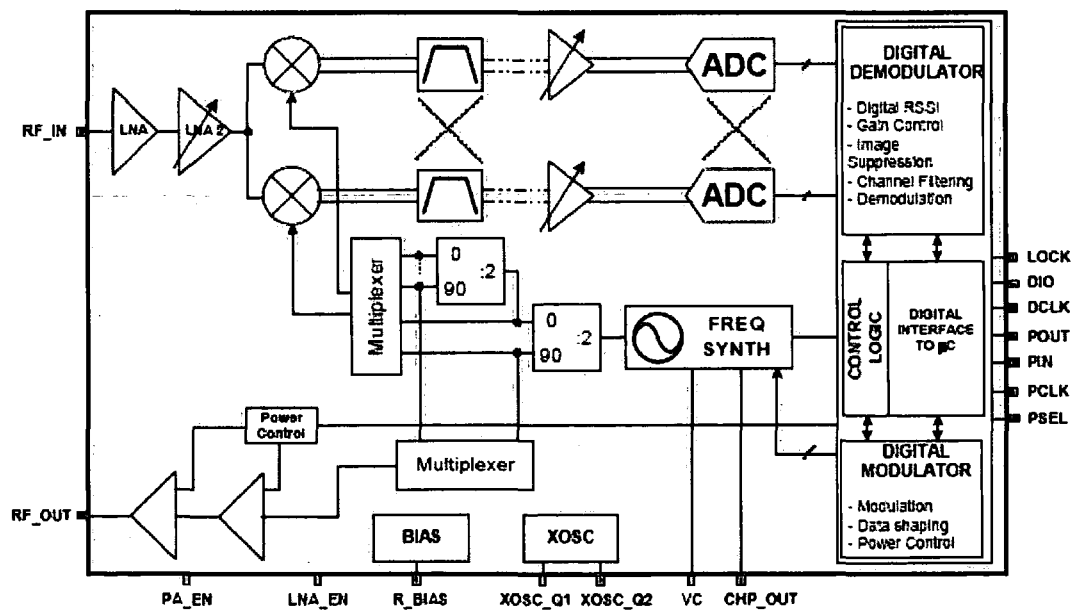 DIGITAL
DEMODULATOR
- Digital RSSI
- Gain Control
- Image
Suppression
- Channel Filtering
- Demodulation
ADC
RF_IN
LNA
LNA 2
ADC
Multiplexer
0
:2
90
0
:2
90
FREQ
SYNTH
CONTROL
LOGIC
DIGITAL
INTERFACE
TO µC
LOCK
DIO
DCLK
POUT
PIN
PCLK
PSEL
Power
Control
Multiplexer
DIGITAL
MODULATOR
- Modulation
- Data shaping
- Power Control
RF_OUT
BIAS
XOSC
PA_EN
LNA_EN
R_BIAS
XOSC_Q1
XOSC_Q2
VC
CHP_OUT